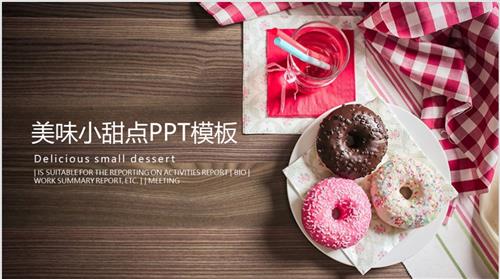 美味小甜点PPT模板
Delicious small dessert
| IS SUITABLE FOR THE REPORTING ON ACTIVITIES REPORT | BIO |
WORK SUMMARY REPORT, ETC. | | MEETING